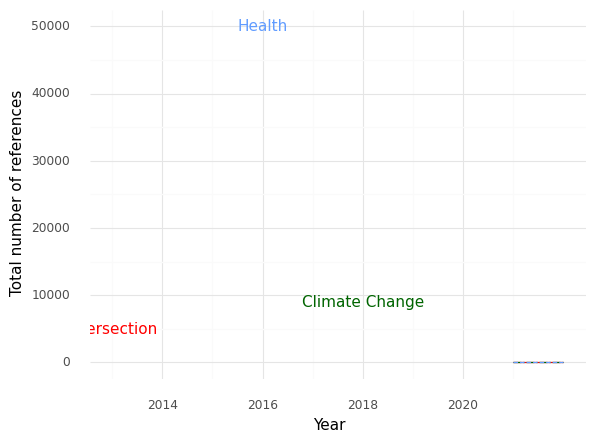 50000
Health
40000
30000
20000
10000
Climate Change
ersection
0
2014 2016 2018 2020
Year
Total number of references